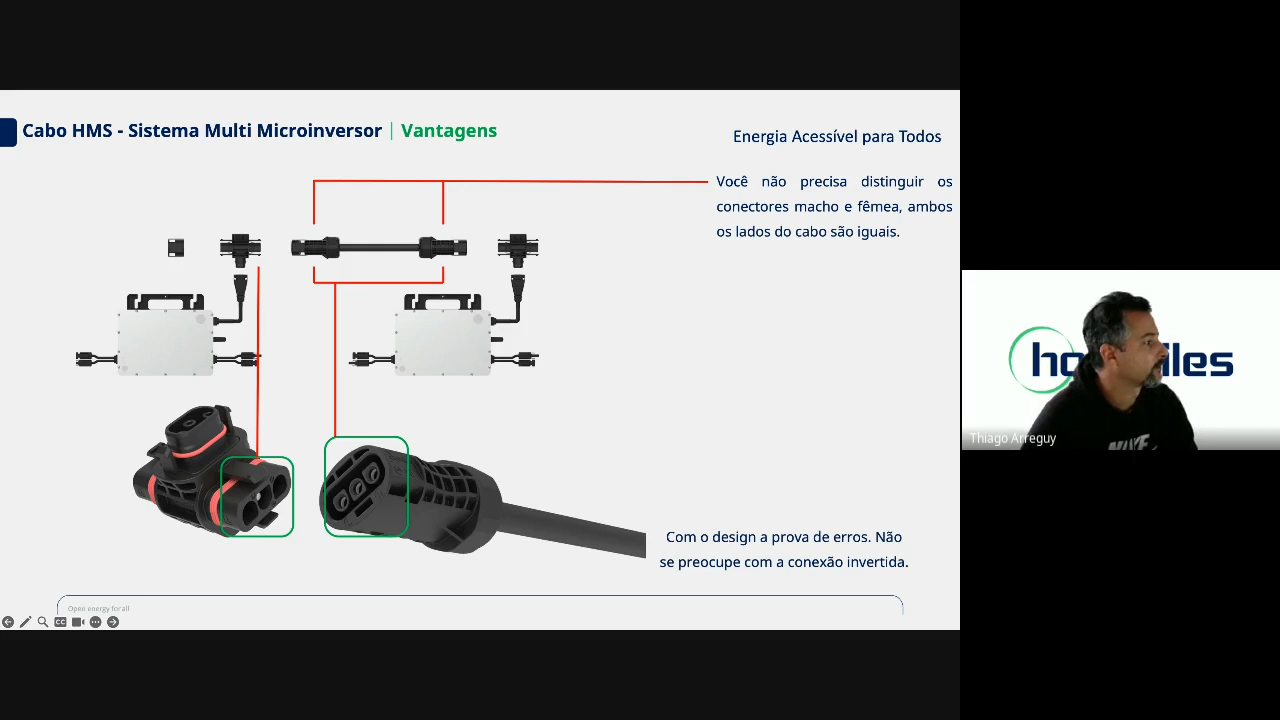 Cabo HMS - Sistema Multi Microinversor | Vantagens
Energia Acessível para Todos
Você não precisa distinguir os
conectores macho e fêmea, ambos
os lados do cabo são iguais.
Com o design a prova de erros. Não
se preocupe com a conexão invertida.
Open energy for all
CC
Thiago Arreguy